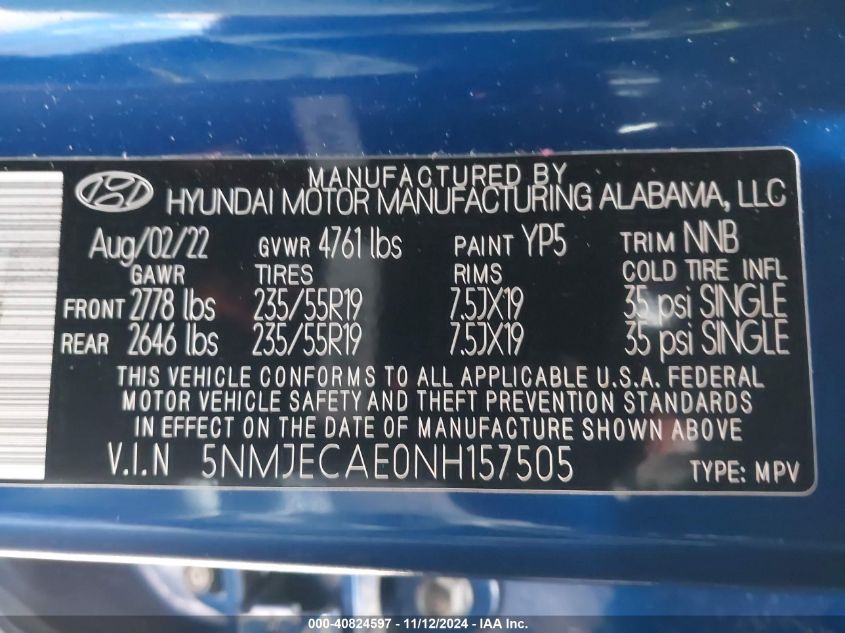 MANUFACTURED BY
HYUNDAI MOTOR MANUFACTURING ALABAMA, LLC
Aug/02/22 GVWR 4761 lbs PAINT YP5 TRIM NNB
GAWR TIRES RIMS COLD TIRE INFL
FRONT 2778 lbs 235/55R19 7.5JX19 35 psi SINGLE
REAR 2646 lbs 235/55R19 7.5JX19 35 psi SINGLE
THIS VEHICLE CONFORMS TO ALL APPLICABLE U.S.A. FEDERAL
MOTOR VEHICLE SAFETY AND THEFT PREVENTION STANDARDS
IN EFFECT ON THE DATE OF MANUFACTURE SHOWN ABOVE
V.I.N 5NMJECAE0NH157505 TYPE: MPV
000-40824597 - 11/12/2024 - IAAI.COM